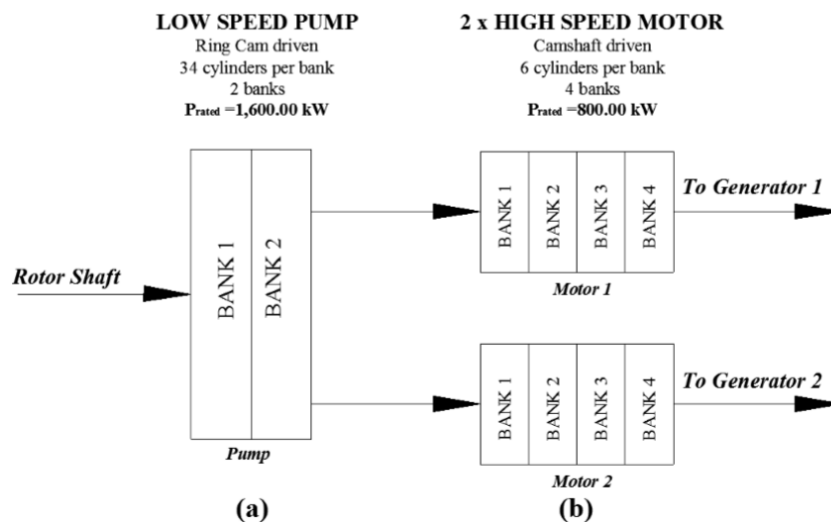 LOW SPEED PUMP
Ring Cam driven
34 cylinders per bank
2 banks
Prated =1,600.00 kW
2 x HIGH SPEED MOTOR
Camshaft driven
6 cylinders per bank
4 banks
Prated =800.00 kW
Rotor Shaft
BANK 1
BANK 2
Pump
BANK 1
BANK 2
BANK 3
BANK 4
To Generator 1
Motor 1
BANK 1
BANK 2
BANK 3
BANK 4
To Generator 2
Motor 2
(a)
(b)